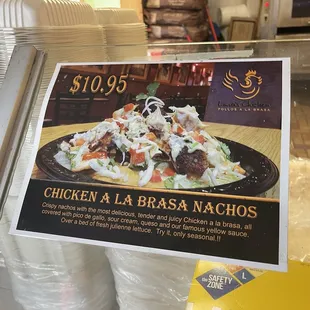 $10.95
POLLOS A LA BRASA
CHICKEN A LA BRASA NACHOS
Crispy nachos with the most delicious, tender and juicy Chicken a la brasa, all
covered with pico de gallo, sour cream, queso and our famous yellow sauce.
Over a bed of fresh julienne lettuce. Try it, only seasonal.!!
SAFETY
ZONE